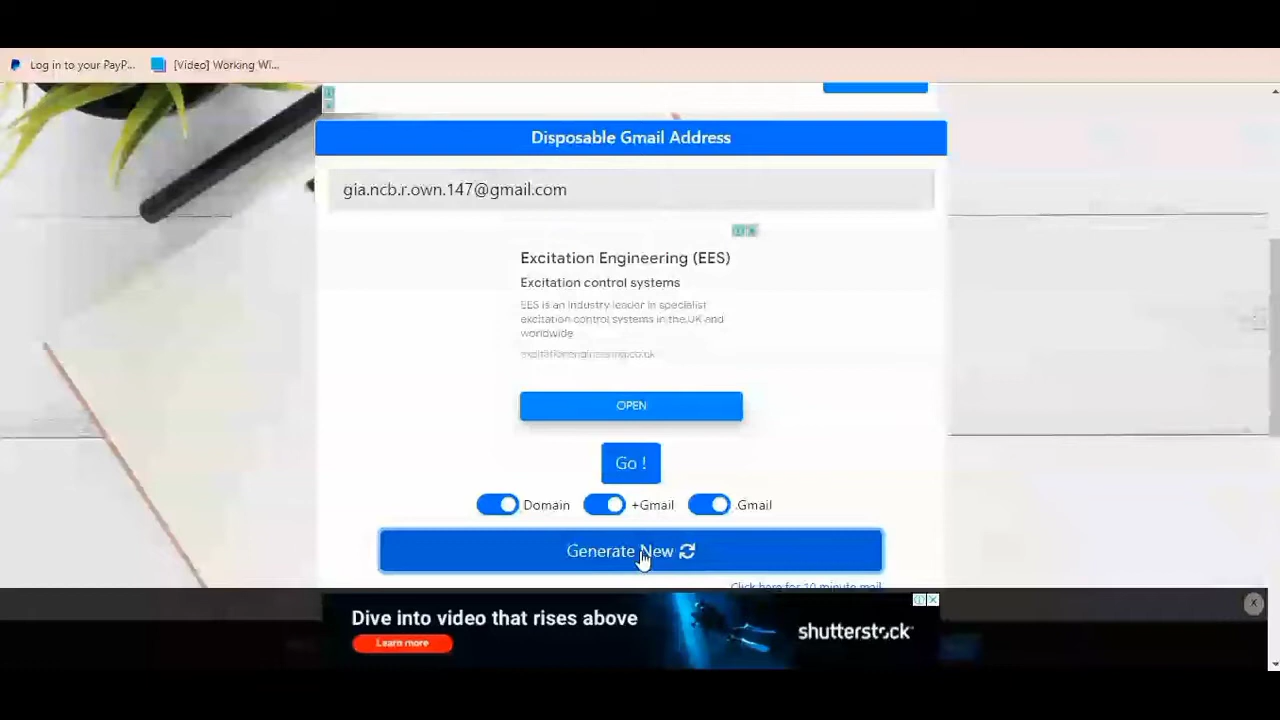 Log in to your PayP...
[Video] Working Wi...
Disposable Gmail Address
gia.ncb.r.own.147@gmail.com
Excitation Engineering (EES)
Excitation control systems
EES is an industry leader in specialist
excitation control systems in the UK and
worldwide
excitationengineering.co.uk
OPEN
Go !
Domain
+Gmail
.Gmail
Generate New
Click here for 10 minute mail
Dive into video that rises above
Learn more
shutterstock
X